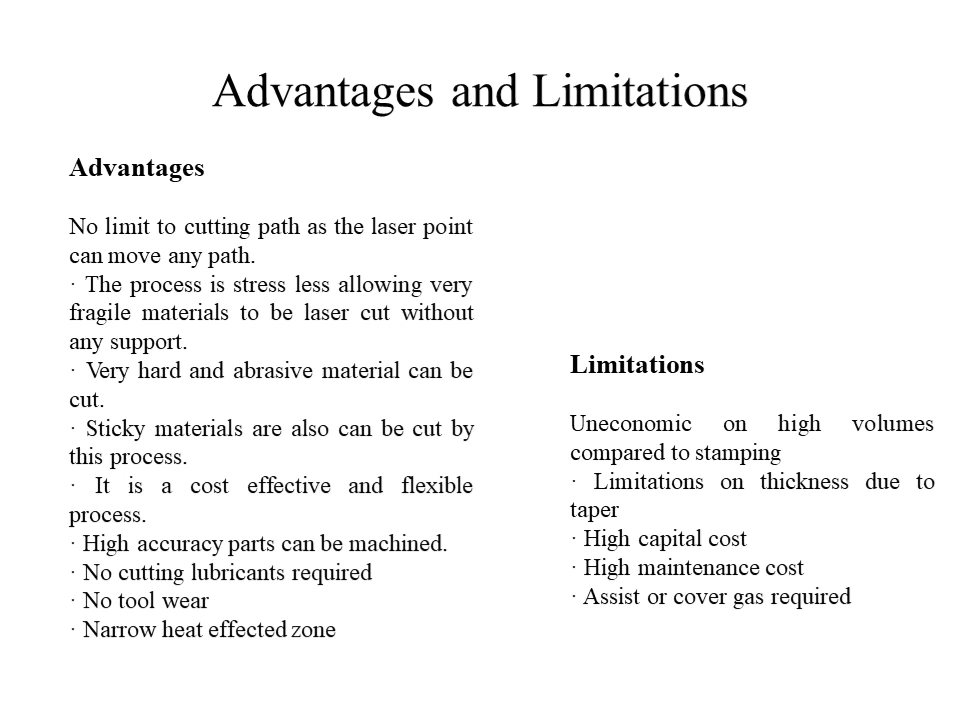 Advantages and Limitations
Advantages
No limit to cutting path as the laser point
can move any path.
· The process is stress less allowing very
fragile materials to be laser cut without
any support.
· Very hard and abrasive material can be
cut.
· Sticky materials are also can be cut by
this process.
· It is a cost effective and flexible
process.
· High accuracy parts can be machined.
· No cutting lubricants required
· No tool wear
· Narrow heat effected zone
Limitations
Uneconomic on high volumes
compared to stamping
· Limitations on thickness due to
taper
· High capital cost
· High maintenance cost
· Assist or cover gas required